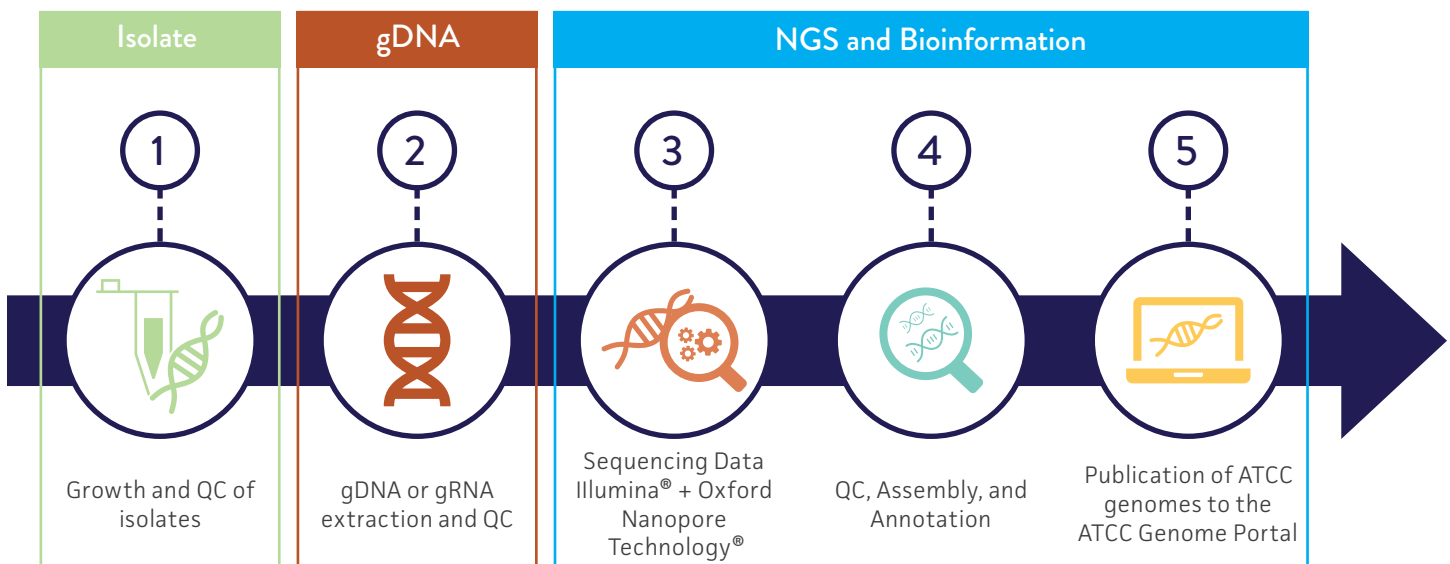 Isolate
gDNA
NGS and Bioinformation
1
2
3
4
5
Growth and QC of
isolates
gDNA or gRNA
extraction and QC
Sequencing Data
Illumina® + Oxford
Nanopore
Technology®
QC, Assembly, and
Annotation
Publication of ATCC
genomes to the
ATCC Genome Portal